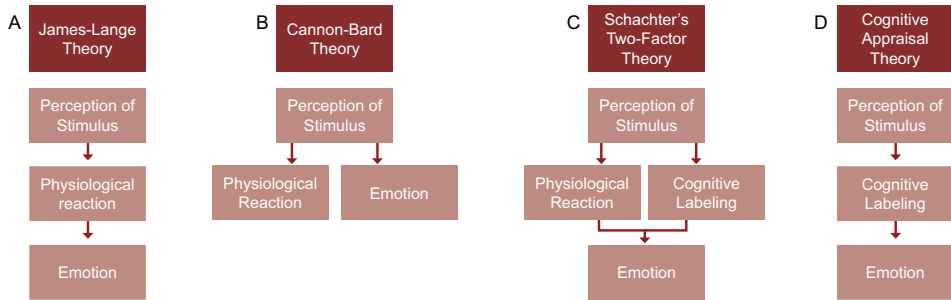 A
James-Lange
Theory
Perception of
Stimulus
Physiological
reaction
Emotion
B
Cannon-Bard
Theory
Perception of
Stimulus
Physiological
Reaction
Emotion
C
Schachter's
Two-Factor
Theory
Perception of
Stimulus
Physiological
Reaction
Cognitive
Labeling
Emotion
D
Cognitive
Appraisal
Theory
Perception of
Stimulus
Cognitive
Labeling
Emotion